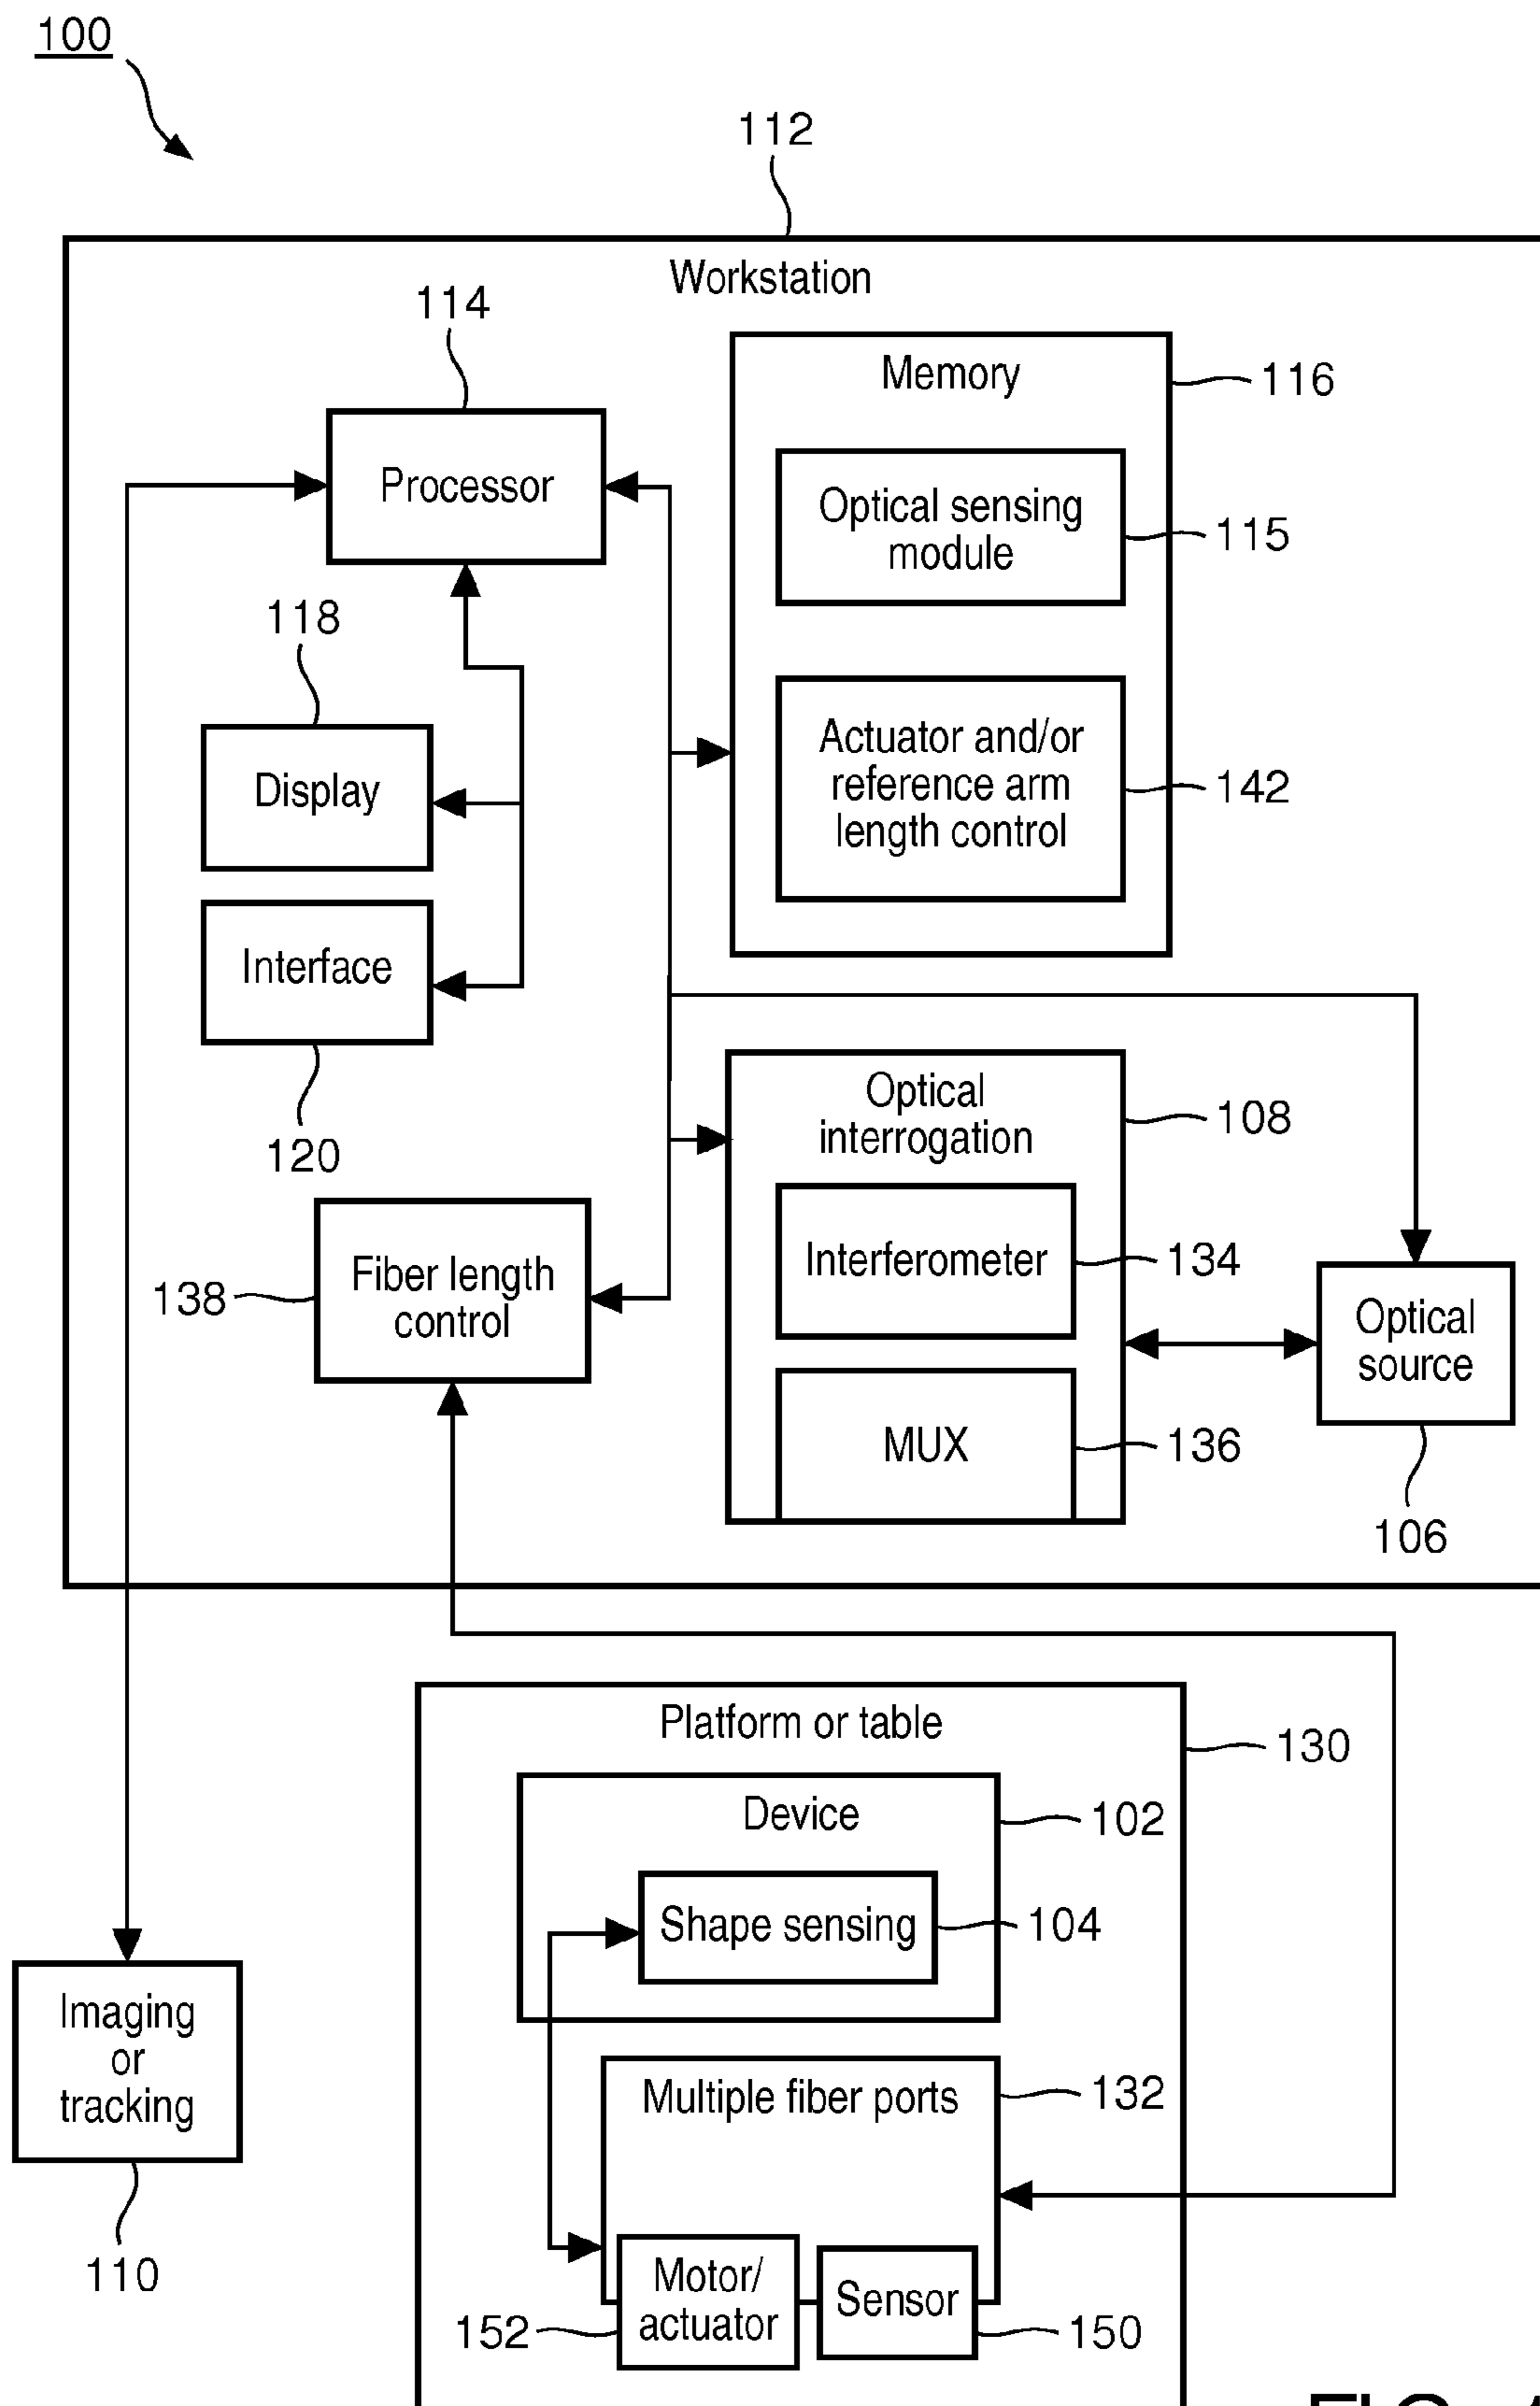 100
112
Workstation
114
Memory
116
Processor
Optical sensing
module
115
118
Actuator and/or
reference arm
length control
142
Display
Interface
120
Optical
interrogation
108
Fiber length
control
138
Interferometer
134
Optical
source
MUX
136
106
Platform or table
130
Device
102
Shape sensing
104
Imaging
or
tracking
Multiple fiber ports
132
110
Motor/
actuator
152
Sensor
150